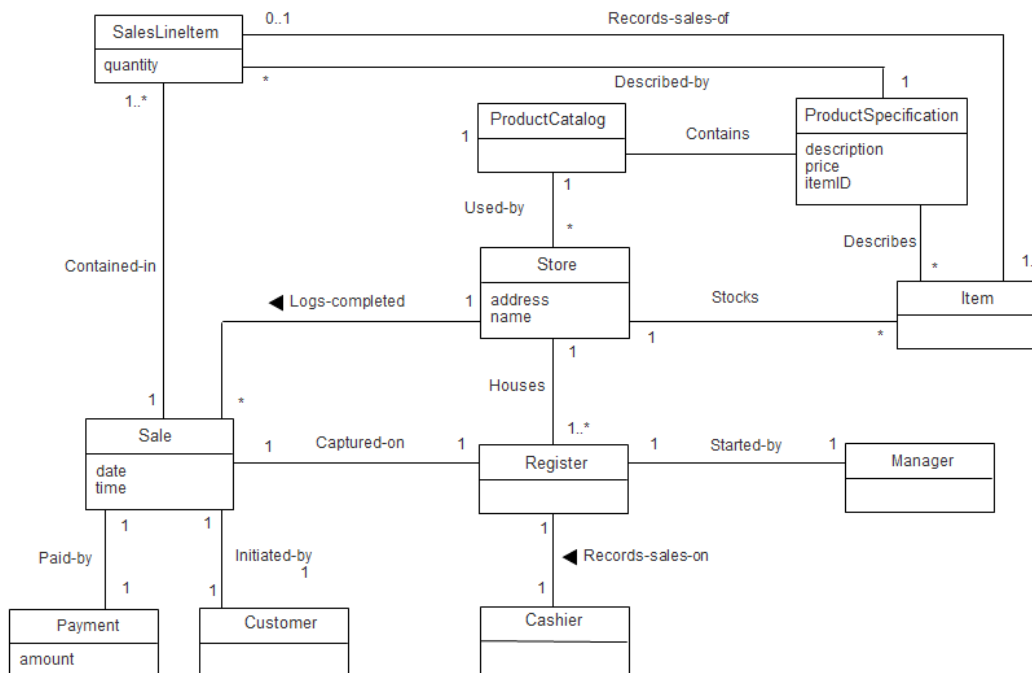 0..1
Records-sales-of
SalesLineItem
quantity
*
Described-by
1
1..*
ProductCatalog
1
Contains
ProductSpecification
description
price
itemID
1
Used-by
*
Describes
Contained-in
Store
address
name
*
1..
Item
◀ Logs-completed
1
Stocks
1
*
1
Houses
1
*
1..*
Sale
date
time
1
Captured-on
1
Register
1
Started-by
1
Manager
1
1
1
Paid-by
Initiated-by
1
◀ Records-sales-on
1
1
1
Payment
amount
Customer
Cashier